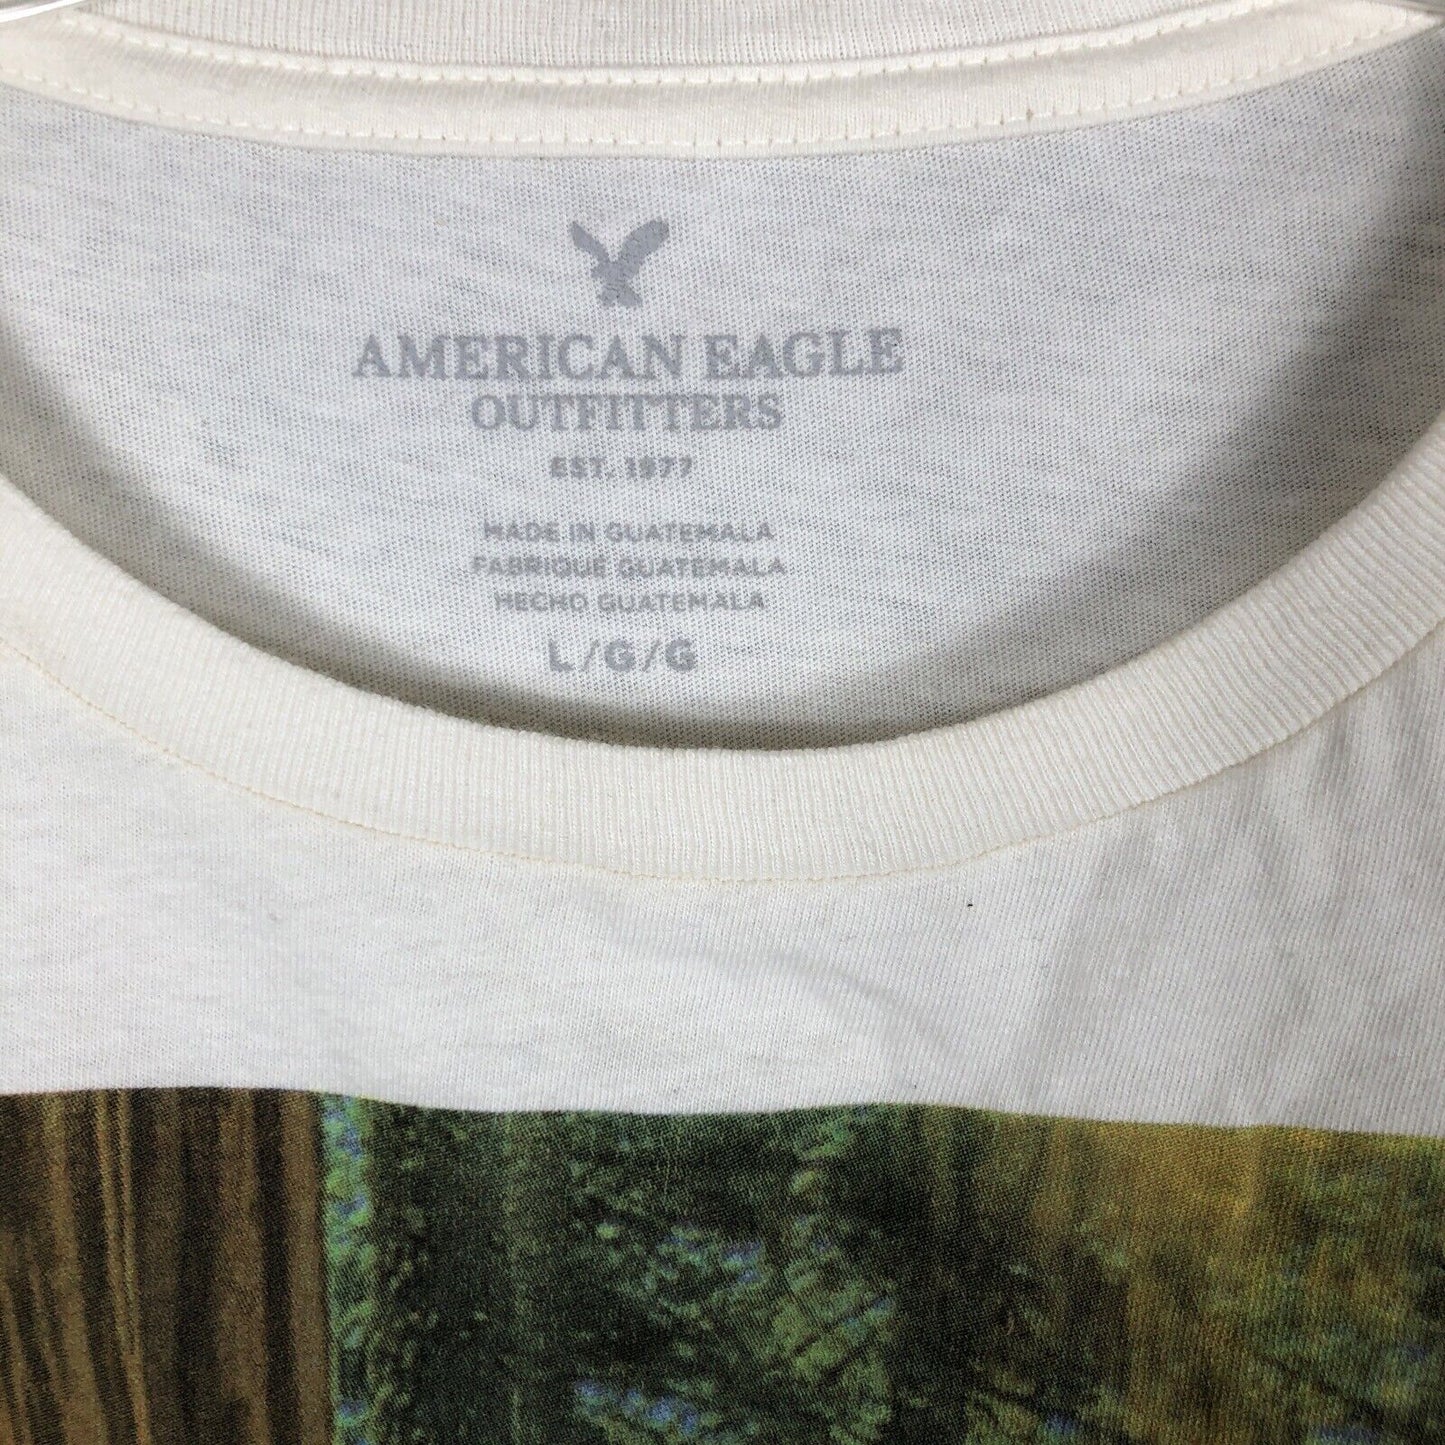 AMERICAN EAGLE
OUTFITTERS
EST. 1977
MADE IN GUATEMALA
FABRIQUE GUATEMALA
HECHO GUATEMALA
L/G/G